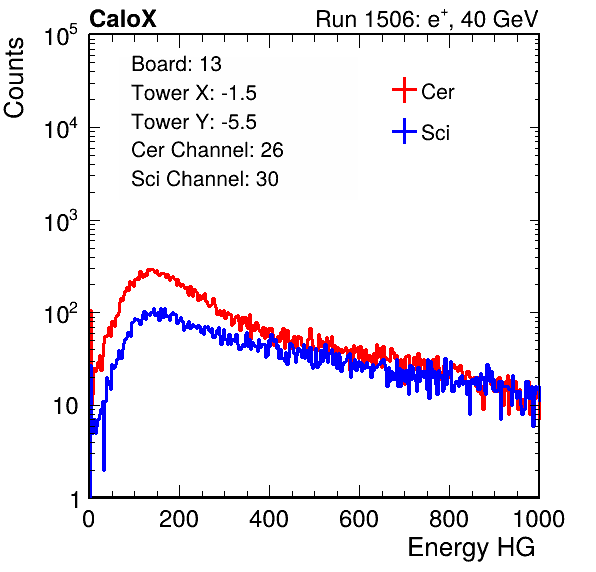 CaloX Run 1506: e+, 40 GeV
Counts
10^5
10^4
10^3
10^2
10
1
Board: 13
Tower X: -1.5
Tower Y: -5.5
Cer Channel: 26
Sci Channel: 30
Cer
Sci
0 200 400 600 800 1000
Energy HG